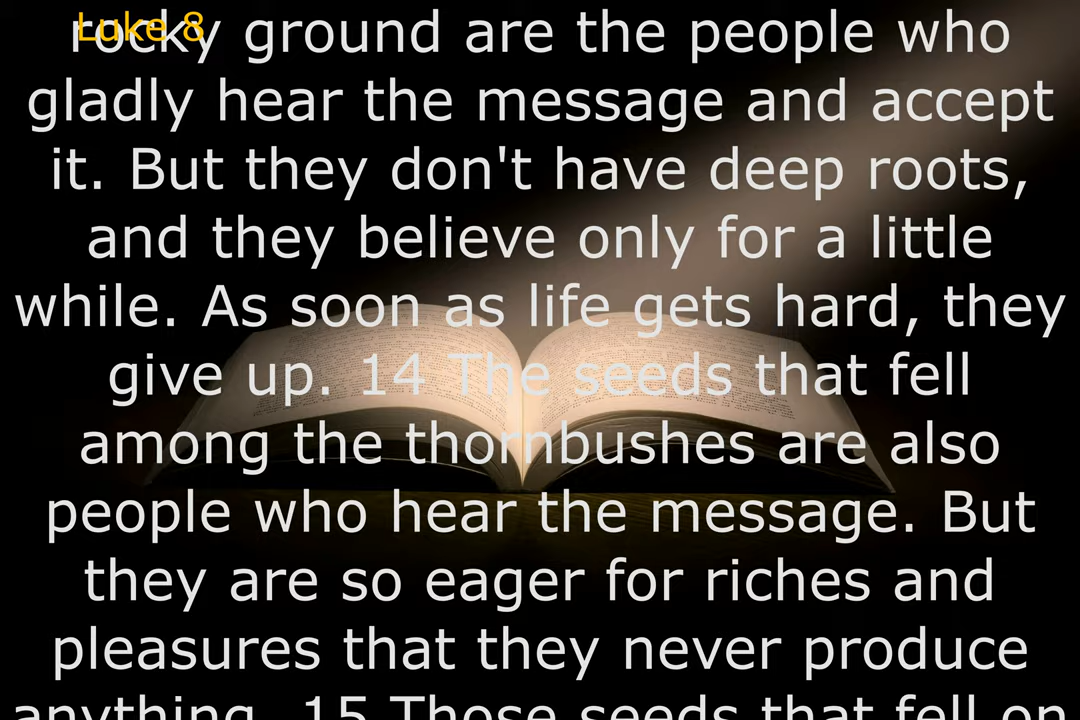 Luke 8
rocky ground are the people who
gladly hear the message and accept
it. But they don't have deep roots,
and they believe only for a little
while. As soon as life gets hard, they
give up. 14 The seeds that fell
among the thornbushes are also
people who hear the message. But
they are so eager for riches and
pleasures that they never produce
anything. 15 Those seeds that fell on